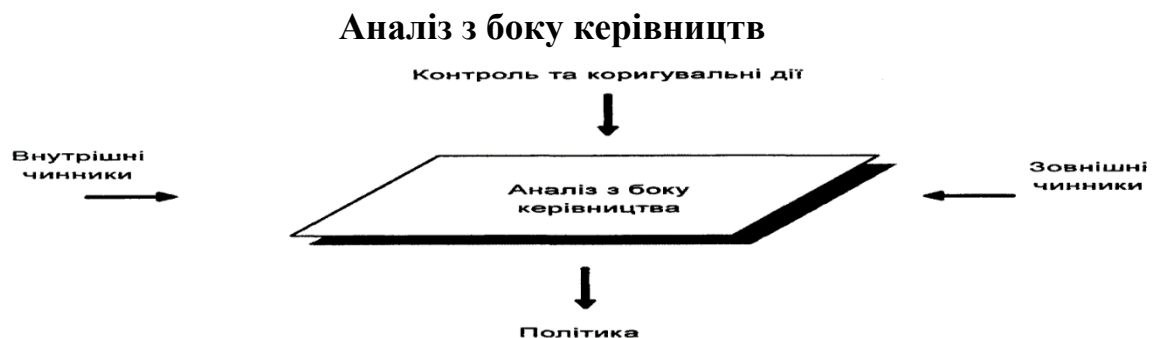 Аналіз з боку керівництв
Контроль та коригувальні дії
Внутрішні
чинники
Зовнішні
чинники
Аналіз з боку
керівництва
Політика